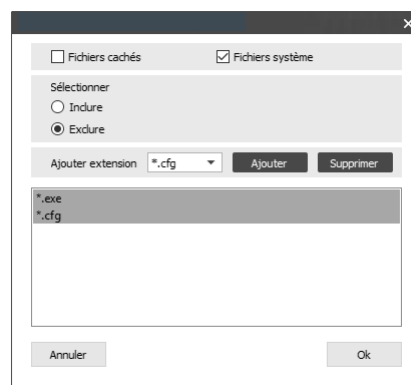 Fichiers cachés Fichiers système
Sélectionner
Inclure
Exclure
Ajouter extension *.cfg Ajouter Supprimer
*.exe
*.cfg
Annuler Ok